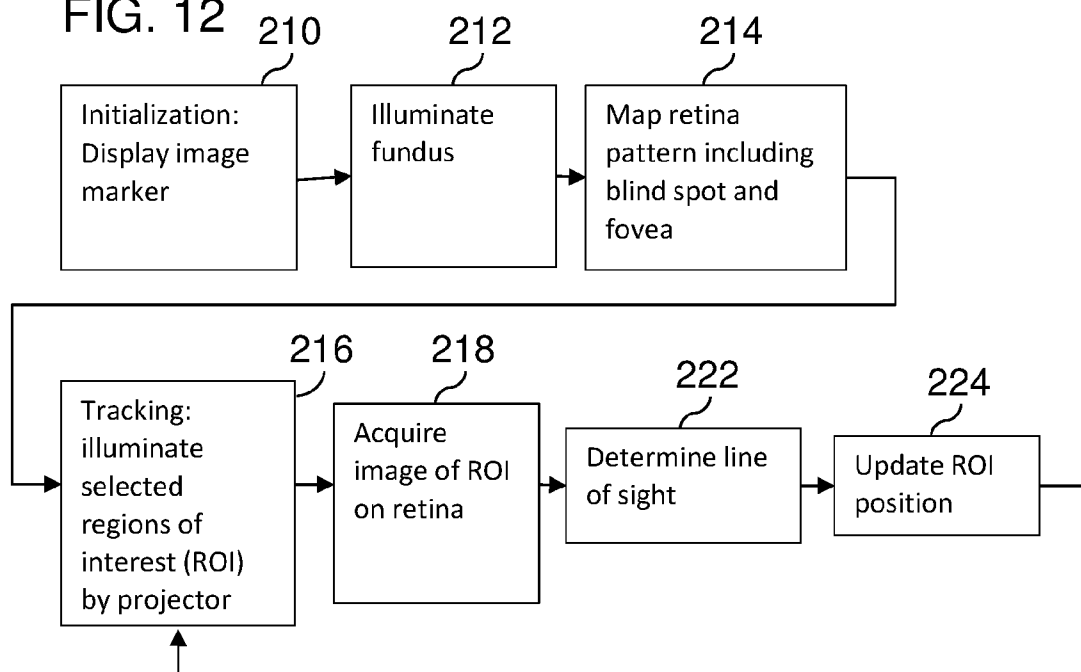 FIG. 12
210
212
214
Initialization:
Display image
marker
Illuminate
fundus
Map retina
pattern including
blind spot and
fovea
216
218
222
224
Tracking:
illuminate
selected
regions of
interest (ROI)
by projector
Acquire
image of ROI
on retina
Determine line
of sight
Update ROI
position